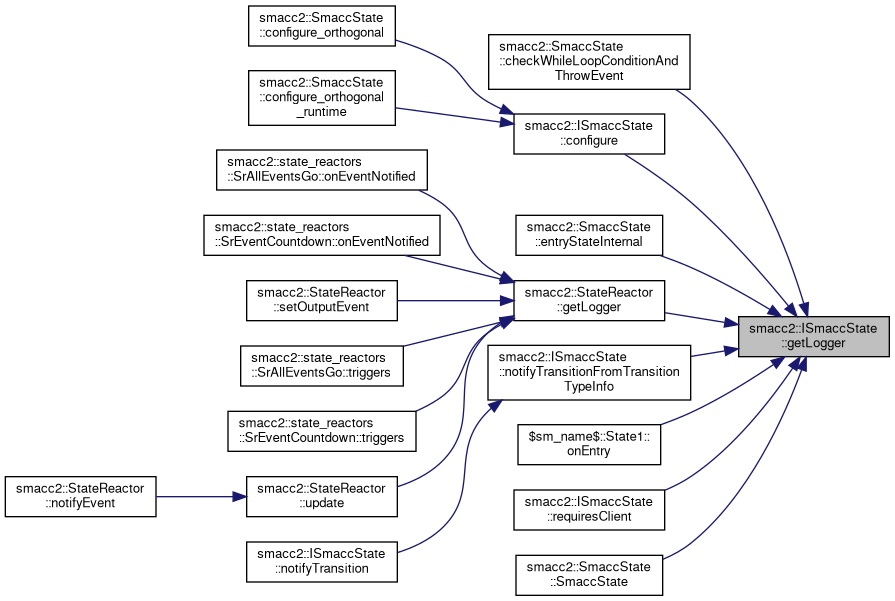 smacc2::SmaccState
::configure_orthogonal
smacc2::SmaccState
::checkWhileLoopConditionAnd
ThrowEvent
smacc2::SmaccState
::configure_orthogonal
_runtime
smacc2::ISmaccState
::configure
smacc2::state_reactors
::SrAllEventsGo::onEventNotified
smacc2::state_reactors
::SrEventCountdown::onEventNotified
smacc2::SmaccState
::entryStateInternal
smacc2::StateReactor
::setOutputEvent
smacc2::StateReactor
::getLogger
smacc2::ISmaccState
::getLogger
smacc2::state_reactors
::SrAllEventsGo::triggers
smacc2::ISmaccState
::notifyTransitionFromTransition
TypeInfo
smacc2::state_reactors
::SrEventCountdown::triggers
$sm_name$::State1::
onEntry
smacc2::StateReactor
::notifyEvent
smacc2::StateReactor
::update
smacc2::ISmaccState
::requiresClient
smacc2::ISmaccState
::notifyTransition
smacc2::SmaccState
::SmaccState